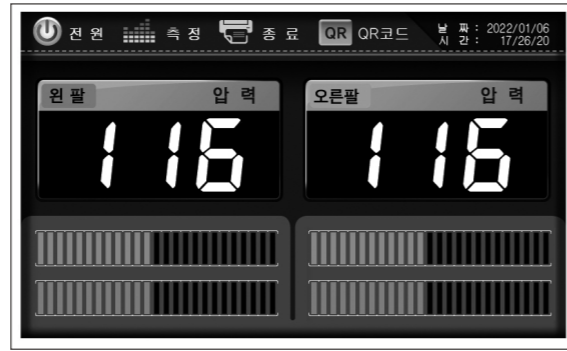 전 원 측 정 종 료 QR QR코드 날 짜 : 2022/01/06
시 간 : 17/26/20
왼 팔 압 력 오른팔 압 력
116 116